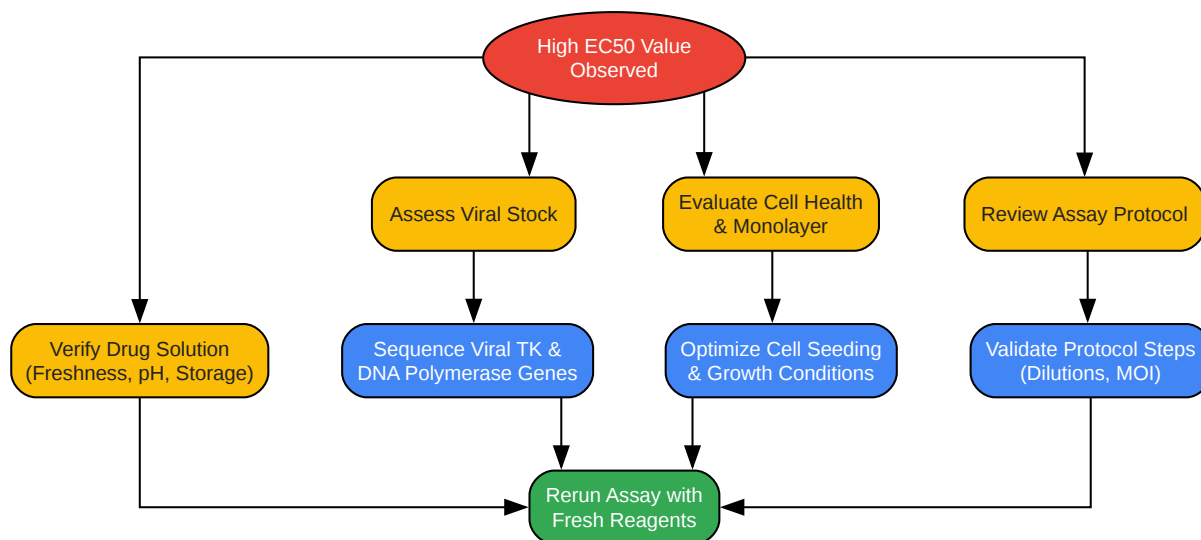 High EC50 Value
Observed
Assess Viral Stock
Evaluate Cell Health
& Monolayer
Review Assay Protocol
Verify Drug Solution
(Freshness, pH, Storage)
Sequence Viral TK &
DNA Polymerase Genes
Optimize Cell Seeding
& Growth Conditions
Validate Protocol Steps
(Dilutions, MOI)
Rerun Assay with
Fresh Reagents